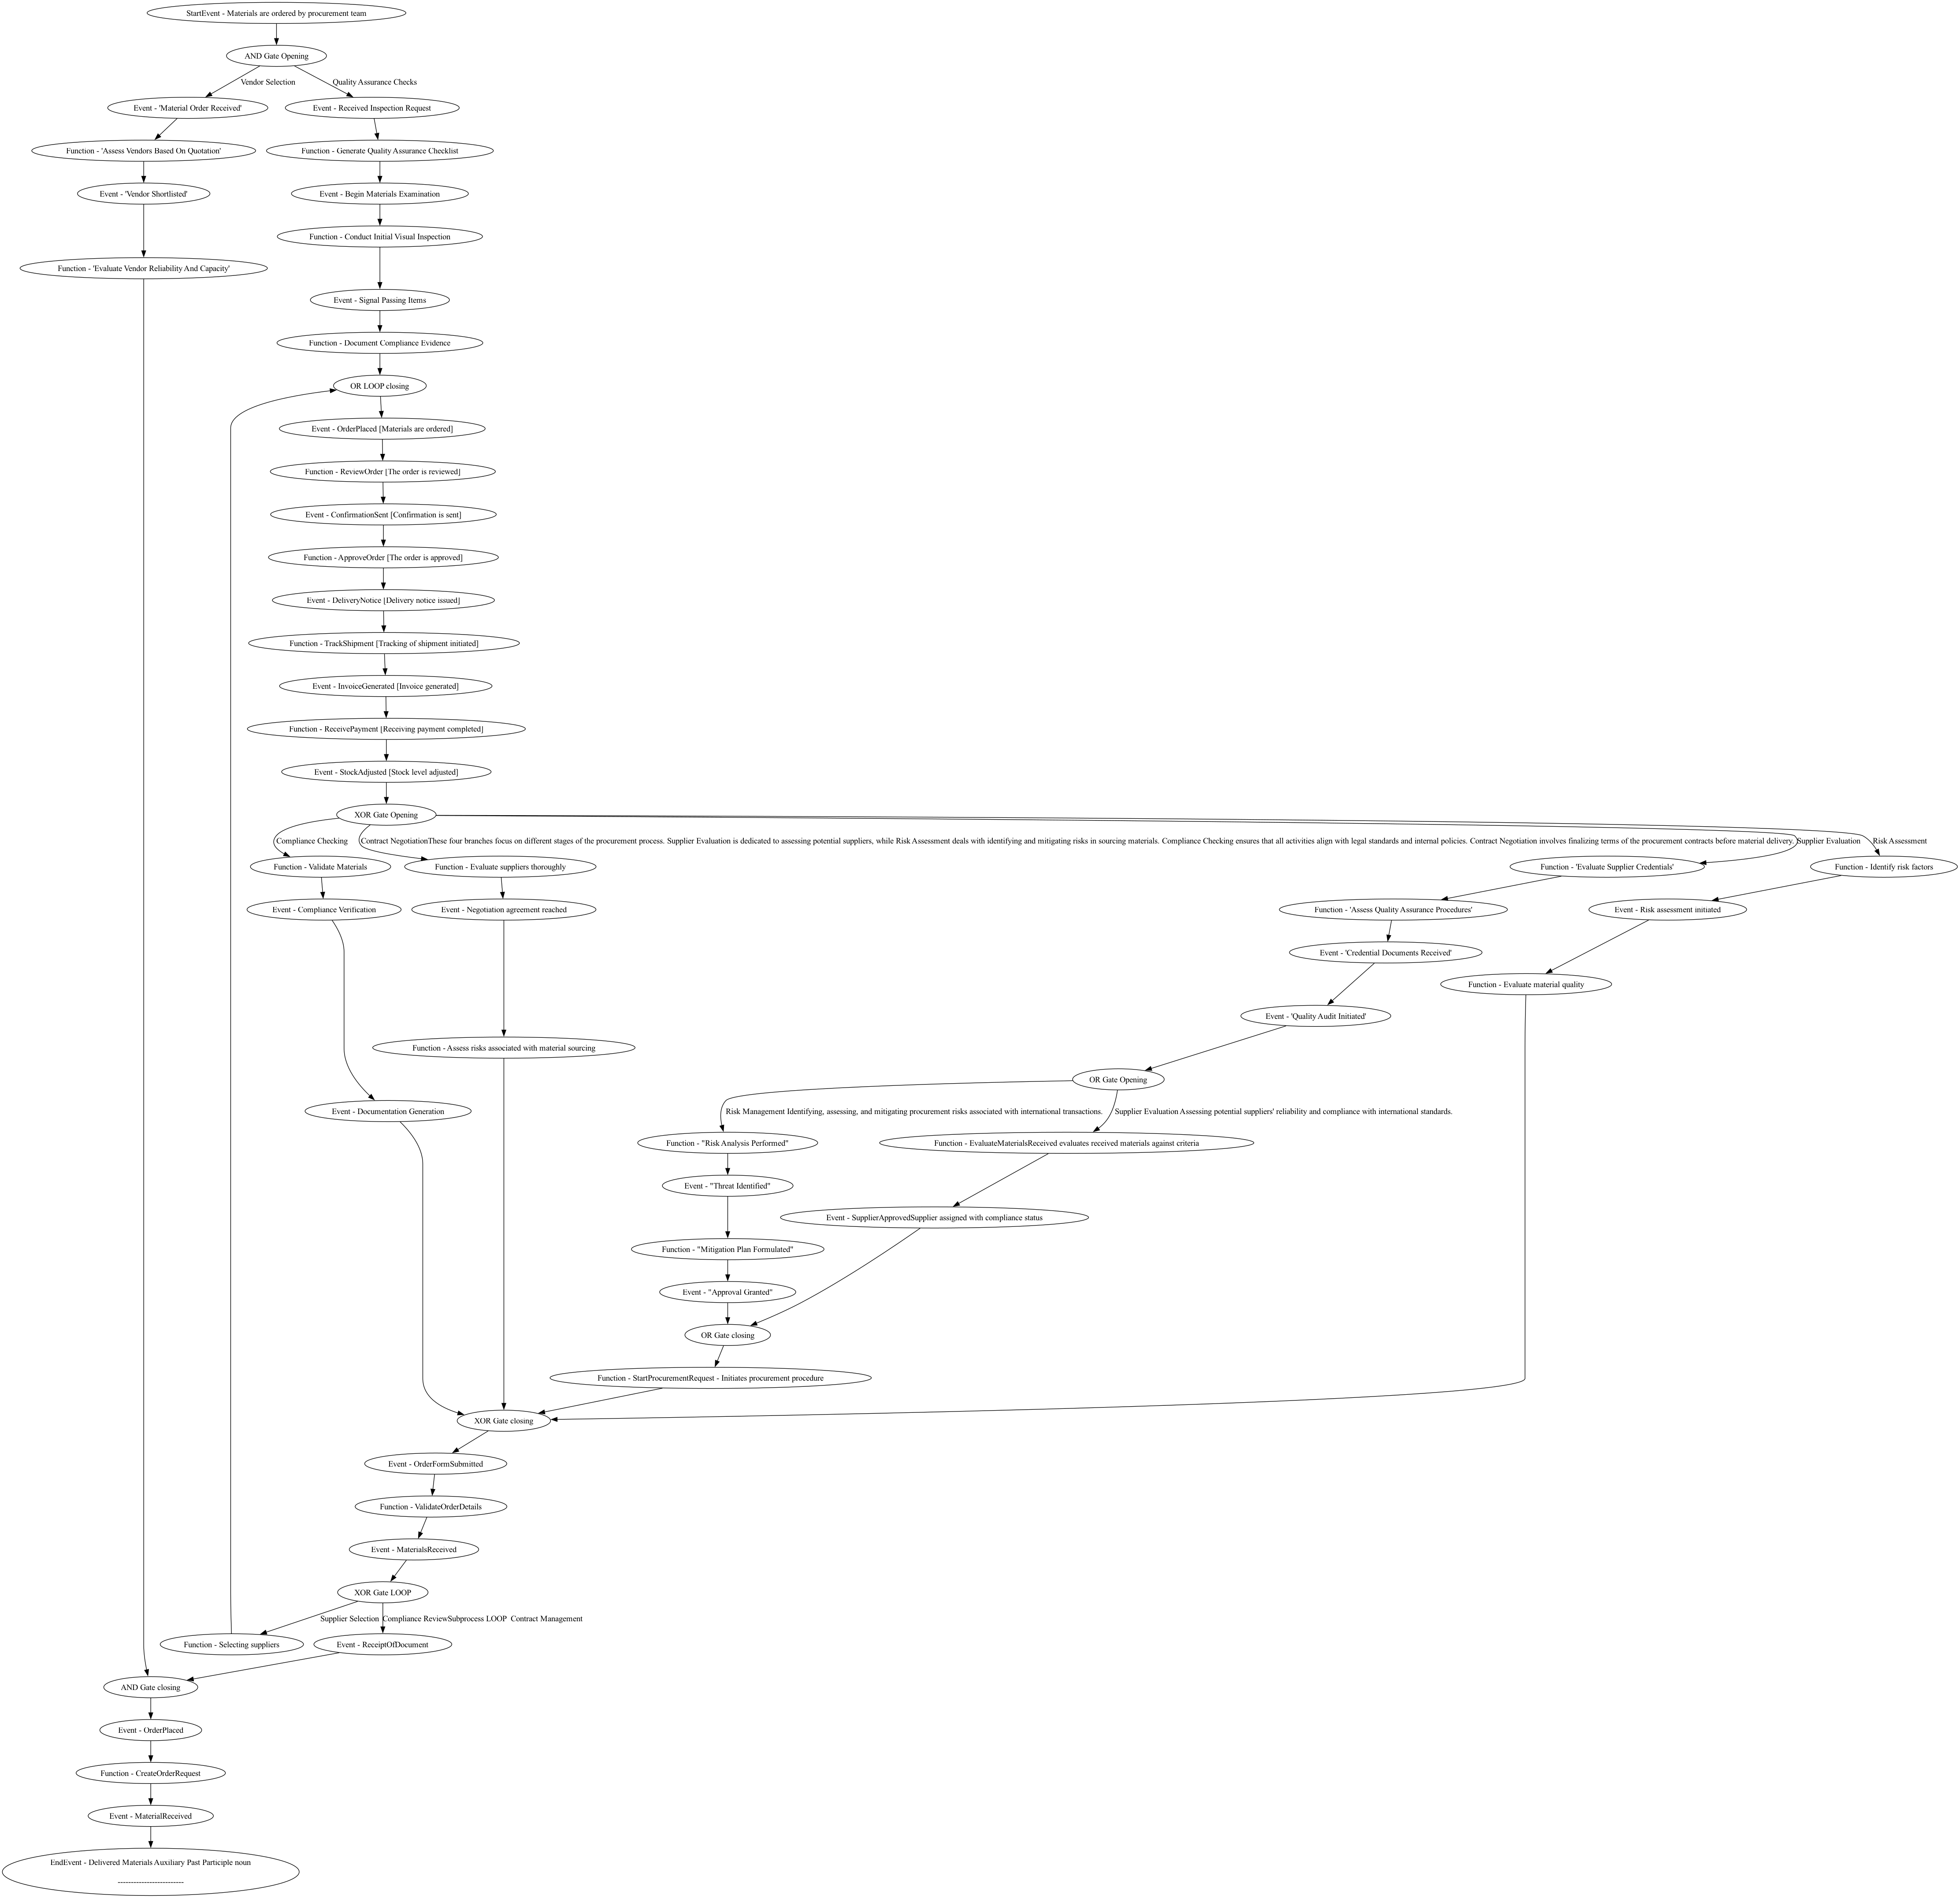 StartEvent - Materials are ordered by procurement team
AND Gate Opening
Vendor Selection
Quality Assurance Checks
Event - 'Material Order Received'
Event - Received Inspection Request
Function - 'Assess Vendors Based On Quotation'
Function - Generate Quality Assurance Checklist
Event - 'Vendor Shortlisted'
Event - Begin Materials Examination
Function - Conduct Initial Visual Inspection
Function - 'Evaluate Vendor Reliability And Capacity'
Event - Signal Passing Items
Function - Document Compliance Evidence
OR LOOP closing
Event - OrderPlaced [Materials are ordered]
Function - ReviewOrder [The order is reviewed]
Event - ConfirmationSent [Confirmation is sent]
Function - ApproveOrder [The order is approved]
Event - DeliveryNotice [Delivery notice issued]
Function - TrackShipment [Tracking of shipment initiated]
Event - InvoiceGenerated [Invoice generated]
Function - ReceivePayment [Receiving payment completed]
Event - StockAdjusted [Stock level adjusted]
XOR Gate Opening
Compliance Checking
Contract NegotiationThese four branches focus on different stages of the procurement process. Supplier Evaluation is dedicated to assessing potential suppliers, while Risk Assessment deals with identifying and mitigating risks in sourcing materials. Compliance Checking ensures that all activities align with legal standards and internal policies. Contract Negotiation involves finalizing terms of the procurement contracts before material delivery.
Supplier Evaluation
Risk Assessment
Function - Validate Materials
Function - Evaluate suppliers thoroughly
Function - 'Evaluate Supplier Credentials'
Function - Identify risk factors
Event - Compliance Verification
Event - Negotiation agreement reached
Function - 'Assess Quality Assurance Procedures'
Event - Risk assessment initiated
Event - 'Credential Documents Received'
Function - Evaluate material quality
Event - 'Quality Audit Initiated'
Function - Assess risks associated with material sourcing
OR Gate Opening
Event - Documentation Generation
Risk Management Identifying, assessing, and mitigating procurement risks associated with international transactions.
Supplier Evaluation Assessing potential suppliers' reliability and compliance with international standards.
Function - "Risk Analysis Performed"
Function - EvaluateMaterialsReceived evaluates received materials against criteria
Event - "Threat Identified"
Event - SupplierApprovedSupplier assigned with compliance status
Function - "Mitigation Plan Formulated"
Event - "Approval Granted"
OR Gate closing
Function - StartProcurementRequest - Initiates procurement procedure
XOR Gate closing
Event - OrderFormSubmitted
Function - ValidateOrderDetails
Event - MaterialsReceived
XOR Gate LOOP
Supplier Selection
Compliance ReviewSubprocess LOOP  Contract Management
Function - Selecting suppliers
Event - ReceiptOfDocument
AND Gate closing
Event - OrderPlaced
Function - CreateOrderRequest
Event - MaterialReceived
EndEvent - Delivered Materials Auxiliary Past Participle noun
-------------------------